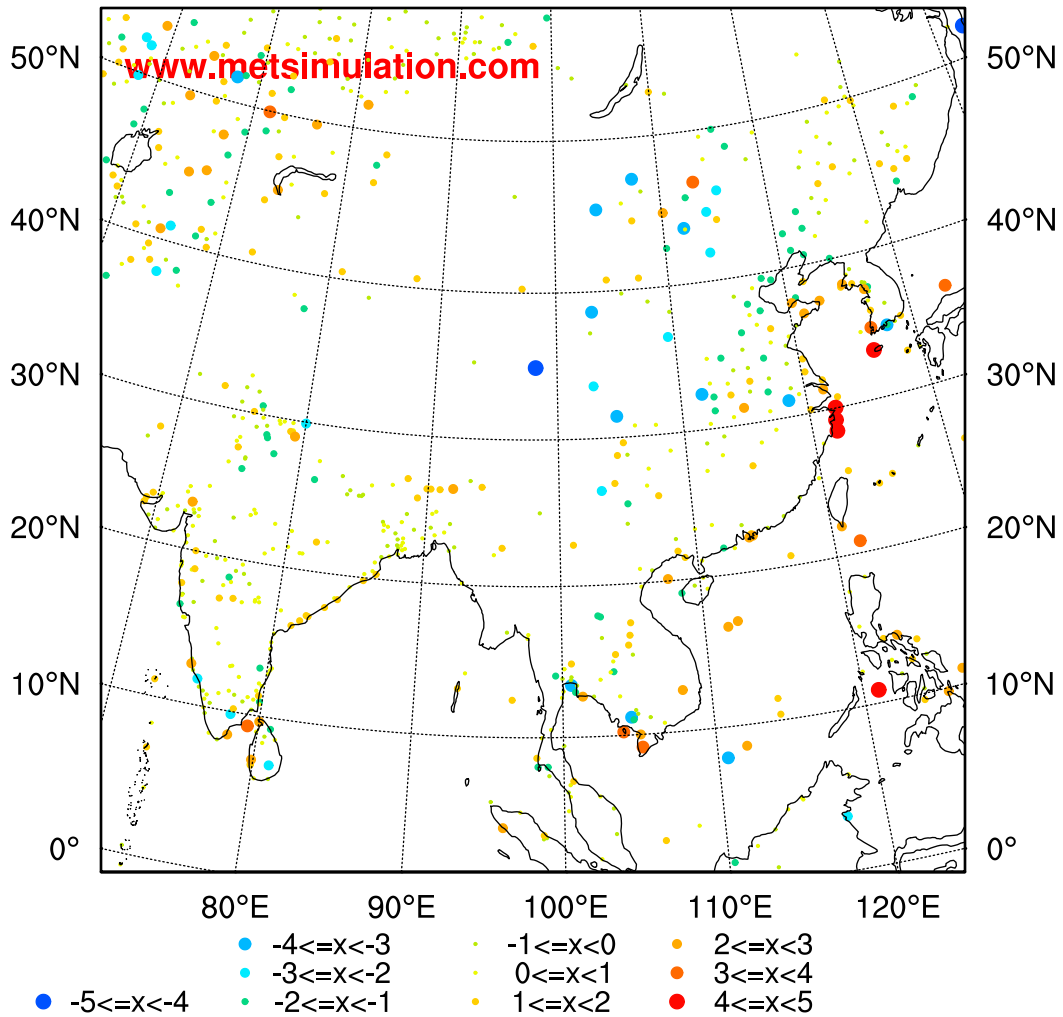 50°N 50°N
www.metsimulation.com
40°N 40°N
30°N 30°N
20°N 20°N
10°N 10°N
0° 0°
80°E 90°E 100°E 110°E 120°E
-4<=x<-3 -1<=x<0 2<=x<3
-3<=x<-2 0<=x<1 3<=x<4
-5<=x<-4 -2<=x<-1 1<=x<2 4<=x<5